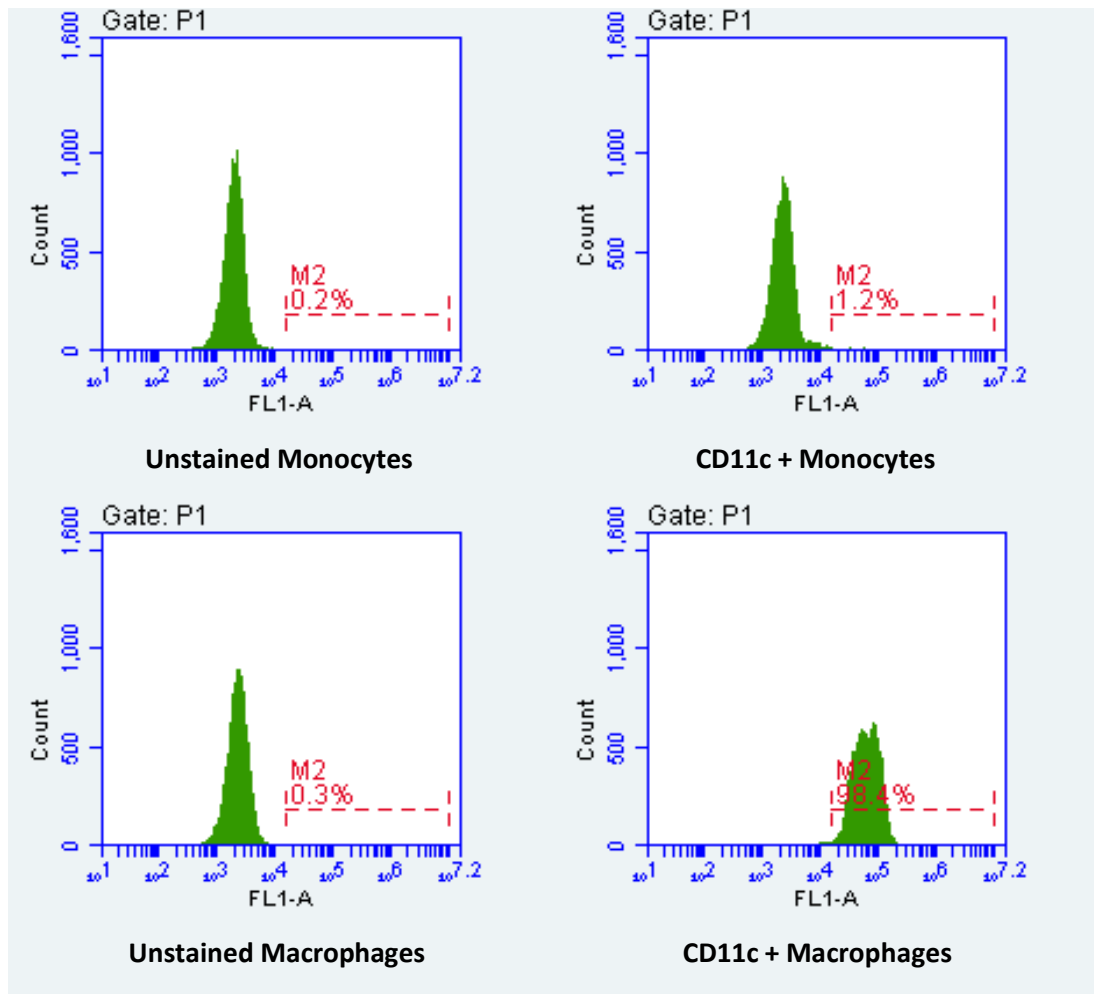 Gate: P1
1,600
1,000
500
0
Count
M2
0.2%
10^1 10^2 10^3 10^4 10^5 10^6 10^7.2
FL1-A
Unstained Monocytes
Gate: P1
1,600
1,000
500
0
Count
M2
1.2%
10^1 10^2 10^3 10^4 10^5 10^6 10^7.2
FL1-A
CD11c + Monocytes
Gate: P1
1,600
1,000
500
0
Count
M2
0.3%
10^1 10^2 10^3 10^4 10^5 10^6 10^7.2
FL1-A
Unstained Macrophages
Gate: P1
1,600
1,000
500
0
Count
M2
98.4%
10^1 10^2 10^3 10^4 10^5 10^6 10^7.2
FL1-A
CD11c + Macrophages